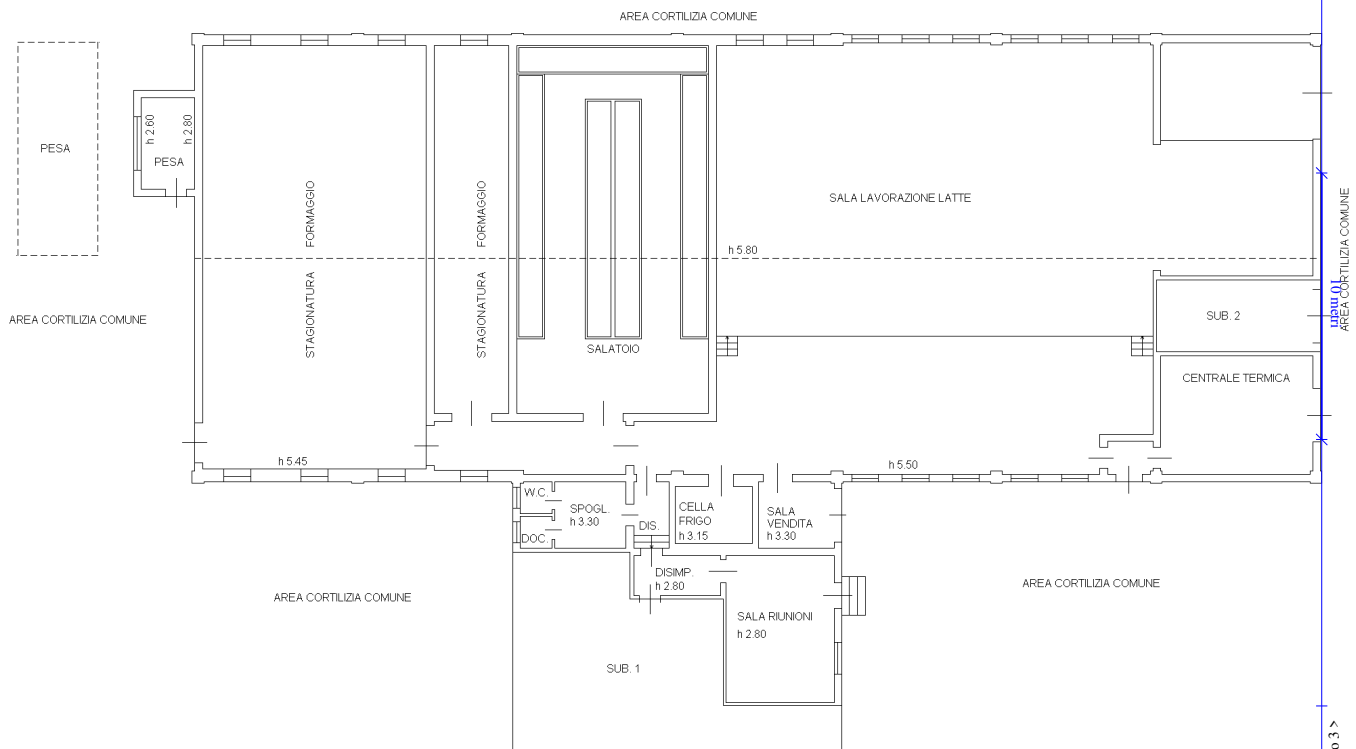 AREA CORTILIZIA COMUNE
PESA
h 2.60
h 2.80
PESA
STAGIONATURA FORMAGGIO
STAGIONATURA FORMAGGIO
SALA LAVORAZIONE LATTE
h 5.80
AREA CORTILIZIA COMUNE
10 metri
AREA CORTILIZIA COMUNE
SUB. 2
SALATOIO
CENTRALE TERMICA
h 5.45
h 5.50
W.C.
SPOGL.
h 3.30
DOC.
DIS.
CELLA
FRIGO
h 3.15
SALA
VENDITA
h 3.30
DISIMP.
h 2.80
AREA CORTILIZIA COMUNE
AREA CORTILIZIA COMUNE
SALA RIUNIONI
h 2.80
SUB. 1
o 3 >